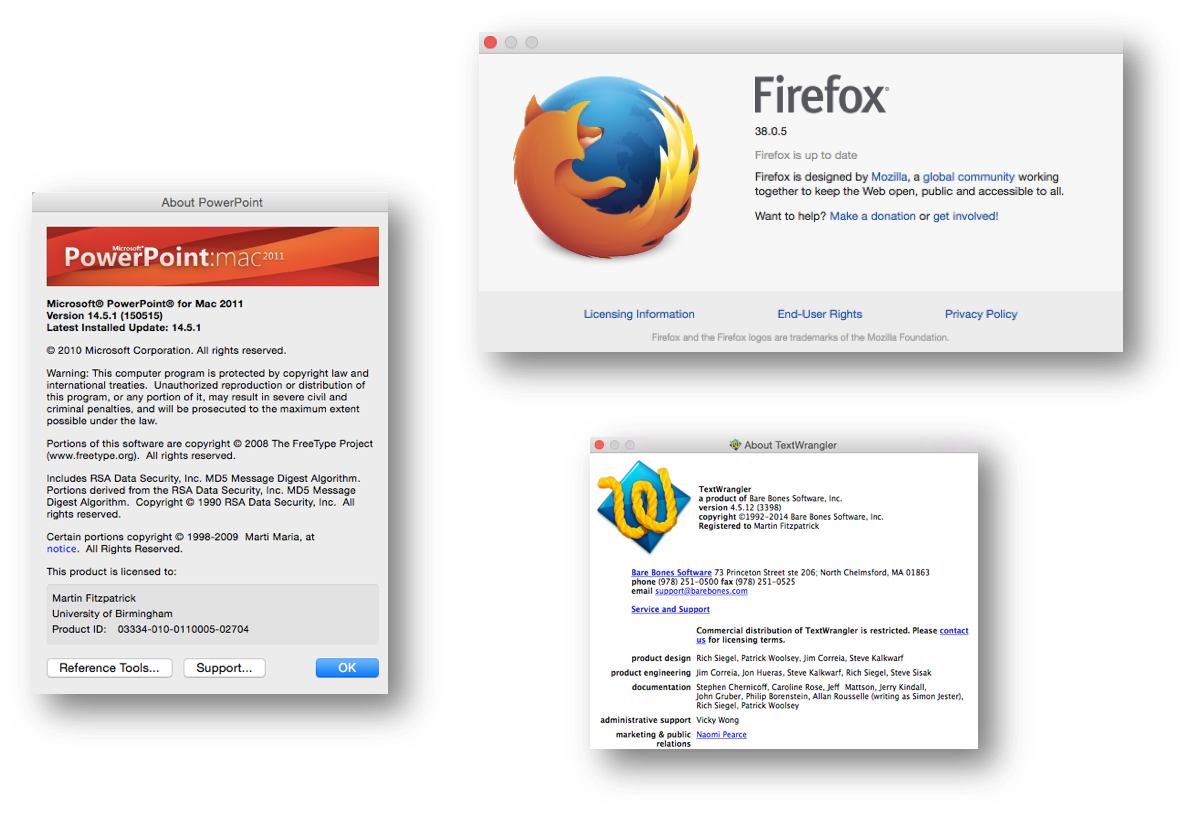 About PowerPoint
Microsoft®
PowerPoint:mac 2011
Microsoft® PowerPoint® for Mac 2011
Version 14.5.1 (150515)
Latest Installed Update: 14.5.1
© 2010 Microsoft Corporation. All rights reserved.
Warning: This computer program is protected by copyright law and
international treaties. Unauthorized reproduction or distribution of
this program, or any portion of it, may result in severe civil and
criminal penalties, and will be prosecuted to the maximum extent
possible under the law.
Portions of this software are copyright © 2008 The FreeType Project
(www.freetype.org). All rights reserved.
Includes RSA Data Security, Inc. MD5 Message Digest Algorithm.
Portions derived from the RSA Data Security, Inc. MD5 Message
Digest Algorithm. Copyright © 1990 RSA Data Security, Inc. All
rights reserved.
Certain portions copyright © 1998-2009 Marti Maria, at
notice. All Rights Reserved.
This product is licensed to:
Martin Fitzpatrick
University of Birmingham
Product ID: 03334-010-0110005-02704
Reference Tools... Support... OK
Firefox®
38.0.5
Firefox is up to date
Firefox is designed by Mozilla, a global community working
together to keep the Web open, public and accessible to all.
Want to help? Make a donation or get involved!
Licensing Information End-User Rights Privacy Policy
Firefox and the Firefox logos are trademarks of the Mozilla Foundation.
About TextWrangler
TextWrangler
a product of Bare Bones Software, Inc.
version 4.5.12 (3398)
copyright ©1992-2014 Bare Bones Software, Inc.
Registered to Martin Fitzpatrick
Bare Bones Software 73 Princeton Street ste 206; North Chelmsford, MA 01863
phone (978) 251-0500 fax (978) 251-0525
email support@barebones.com
Service and Support
Commercial distribution of TextWrangler is restricted. Please contact
us for licensing terms.
product design Rich Siegel, Patrick Woolsey, Jim Correia, Steve Kalkwarf
product engineering Jim Correia, Jon Hueras, Steve Kalkwarf, Rich Siegel, Steve Sisak
documentation Stephen Chernicoff, Caroline Rose, Jeff Mattson, Jerry Kindall,
John Gruber, Philip Borenstein, Allan Rousselle (writing as Simon Jester),
Rich Siegel, Patrick Woolsey
administrative support Vicky Wong
marketing & public Naomi Pearce
relations